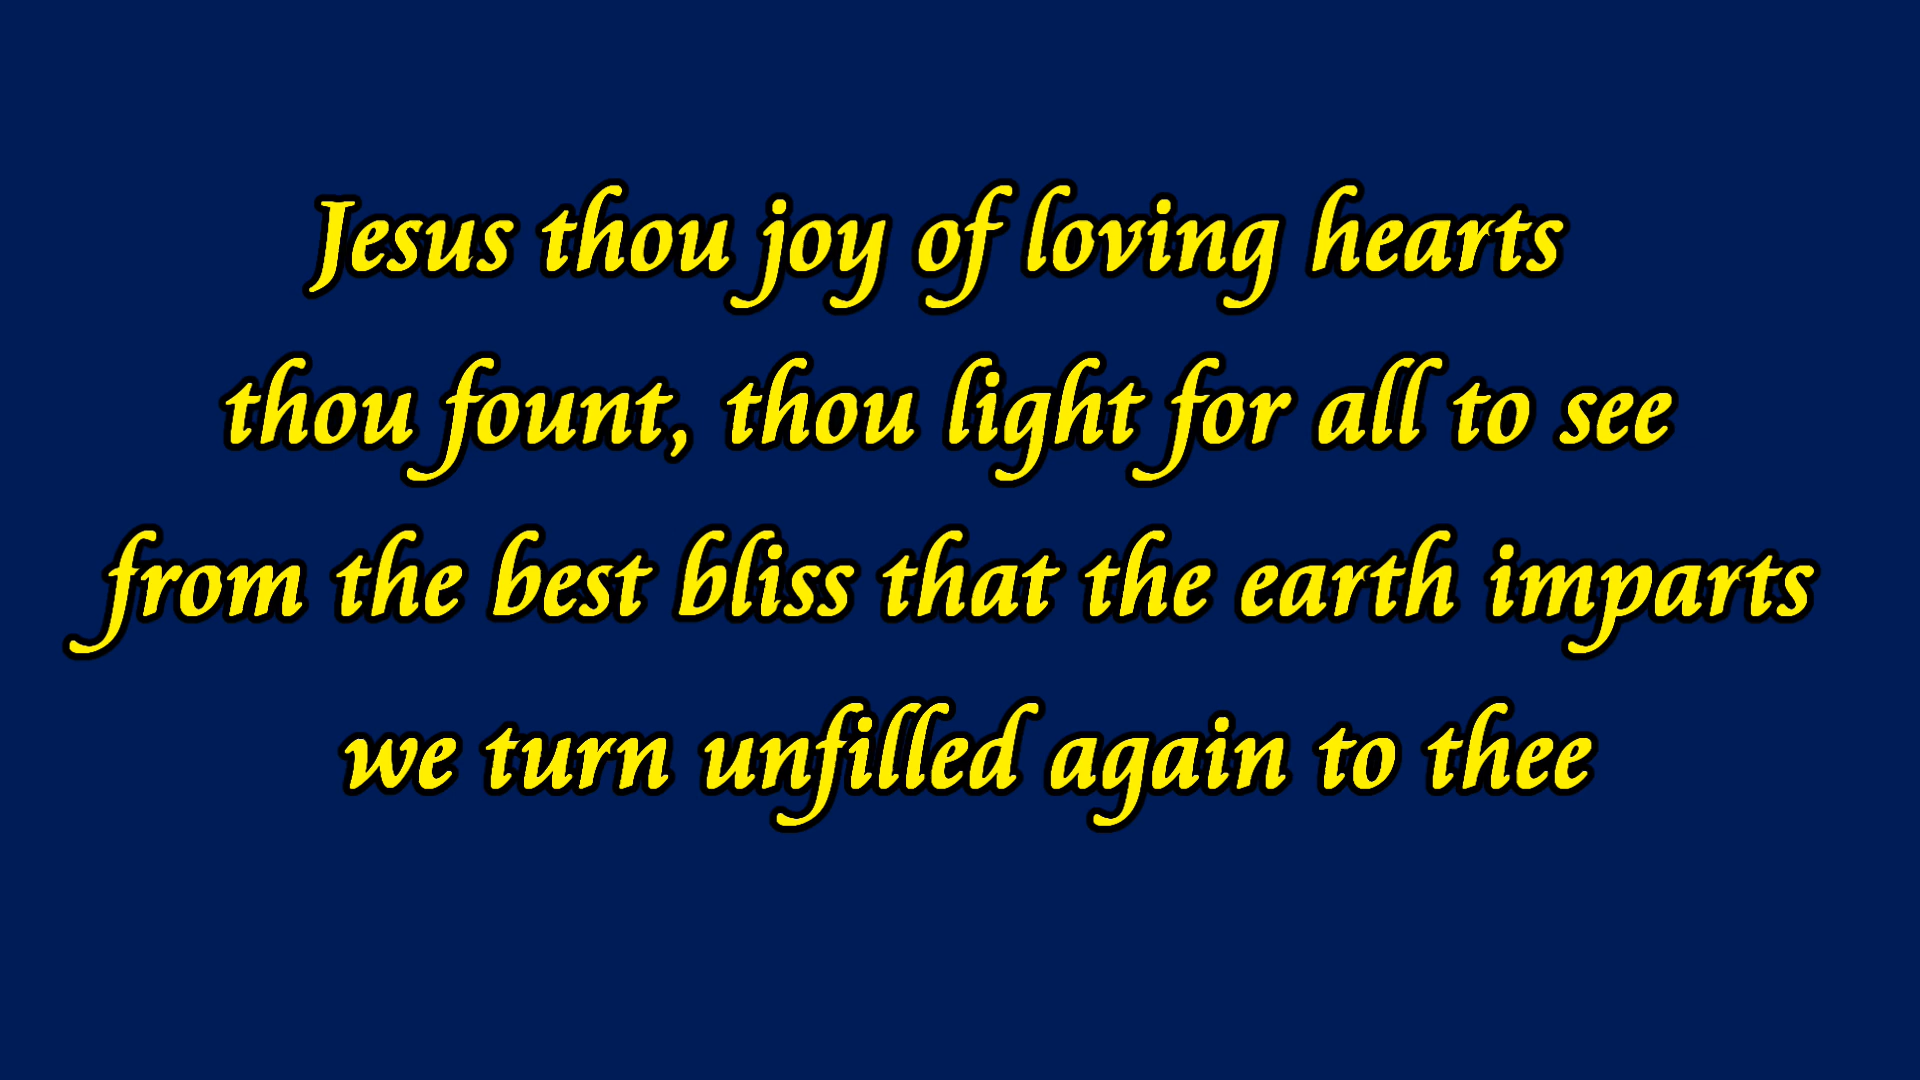 Jesus thou joy of loving hearts
thou fount, thou light for all to see
from the best bliss that the earth imparts
we turn unfilled again to thee